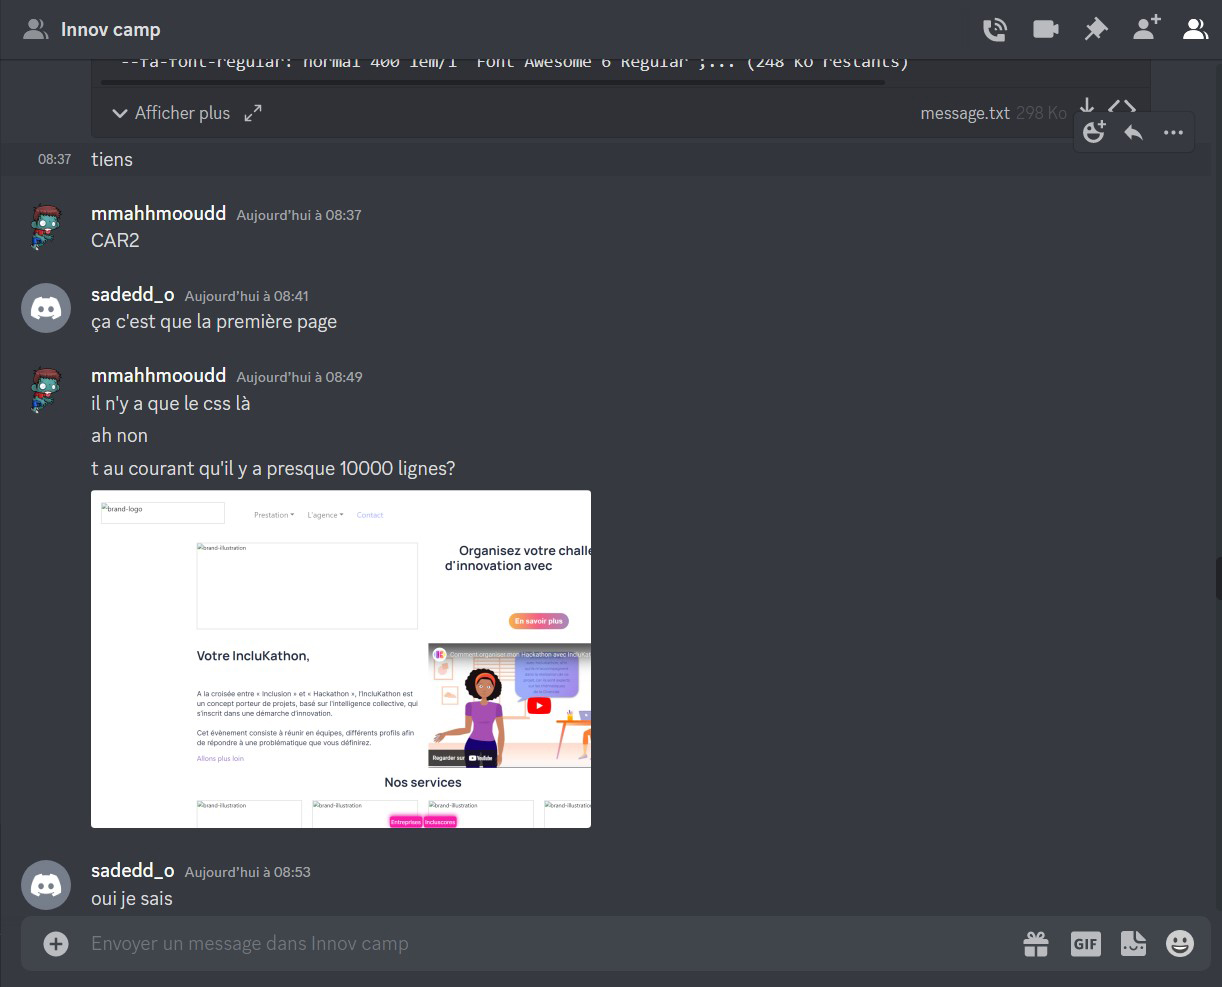 Innov camp
--fa-font-regular: normal 400 1em/1 "Font Awesome 6 Regular";... (248 Ko restants)
Afficher plus
message.txt 298 Ko
08:37 tiens
mmahhmooudd Aujourd'hui à 08:37
CAR2
sadedd_o Aujourd'hui à 08:41
ça c'est que la première page
mmahhmooudd Aujourd'hui à 08:49
il n'y a que le css là
ah non
t au courant qu'il y a presque 10000 lignes?
brand-logo
Prestation L'agence Contact
brand-illustration
Organisez votre challe
d'innovation avec
En savoir plus
Votre IncluKathon,
Comment organiser mon Hackathon avec IncluKat
A la croisée entre « Inclusion » et « Hackathon », l'IncluKathon est
un concept porteur de projets, basé sur l'intelligence collective, qui
s'inscrit dans une démarche d'innovation.
Cet évènement consiste à réunir en équipes, différents profils afin
de répondre à une problématique que vous définirez.
Allons plus loin
Regarder sur YouTube
Nos services
brand-illustration brand-illustration brand-illustration brand-illustratio
Entreprises Incluscores
sadedd_o Aujourd'hui à 08:53
oui je sais
Envoyer un message dans Innov camp
GIF